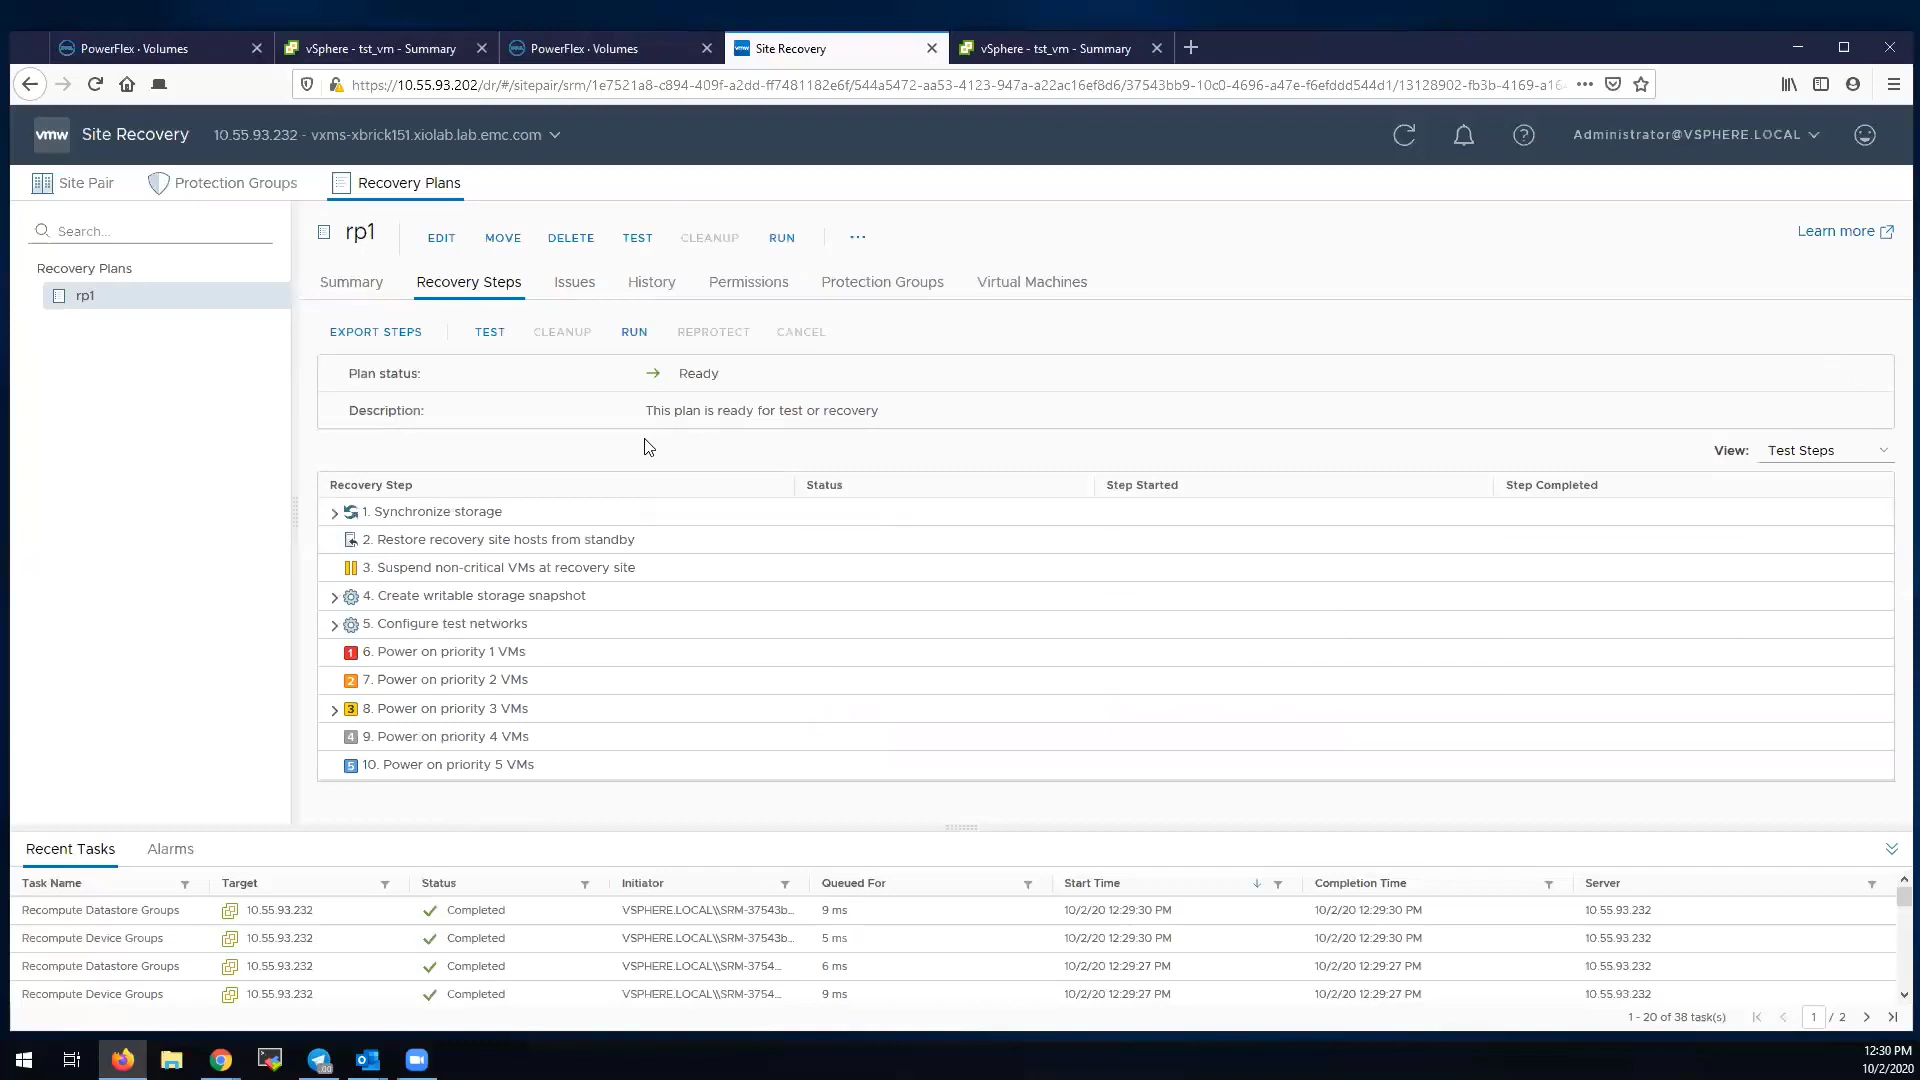 PowerFlex · Volumes
vSphere - tst_vm - Summary
PowerFlex · Volumes
Site Recovery
vSphere - tst_vm - Summary
https://10.55.93.202/dr/#/sitepair/srm/1e7521a8-c894-409f-a2dd-ff7481182e6f/544a5472-aa53-4123-947a-a22ac16ef8d6/37543bb9-10c0-4696-a47e-f6efddd544d1/13128902-fb3b-4169-a16
vmw Site Recovery 10.55.93.232 - vxms-xbrick151.xiolab.lab.emc.com Administrator@VSPHERE.LOCAL
Site Pair Protection Groups Recovery Plans
Search...
Recovery Plans
rp1
rp1 EDIT MOVE DELETE TEST CLEANUP RUN ...
Learn more
Summary Recovery Steps Issues History Permissions Protection Groups Virtual Machines
EXPORT STEPS TEST CLEANUP RUN REPROTECT CANCEL
Plan status: Ready
Description: This plan is ready for test or recovery
View: Test Steps
Recovery Step Status Step Started Step Completed
1. Synchronize storage
2. Restore recovery site hosts from standby
3. Suspend non-critical VMs at recovery site
4. Create writable storage snapshot
5. Configure test networks
1 6. Power on priority 1 VMs
2 7. Power on priority 2 VMs
3 8. Power on priority 3 VMs
4 9. Power on priority 4 VMs
5 10. Power on priority 5 VMs
Recent Tasks Alarms
Task Name Target Status Initiator Queued For Start Time Completion Time Server
Recompute Datastore Groups 10.55.93.232 Completed VSPHERE.LOCAL\\SRM-37543b... 9 ms 10/2/20 12:29:30 PM 10/2/20 12:29:30 PM 10.55.93.232
Recompute Device Groups 10.55.93.232 Completed VSPHERE.LOCAL\\SRM-37543b... 5 ms 10/2/20 12:29:30 PM 10/2/20 12:29:30 PM 10.55.93.232
Recompute Datastore Groups 10.55.93.232 Completed VSPHERE.LOCAL\\SRM-3754... 6 ms 10/2/20 12:29:27 PM 10/2/20 12:29:27 PM 10.55.93.232
Recompute Device Groups 10.55.93.232 Completed VSPHERE.LOCAL\\SRM-3754... 9 ms 10/2/20 12:29:27 PM 10/2/20 12:29:27 PM 10.55.93.232
1 - 20 of 38 task(s) 1 / 2
12:30 PM
10/2/2020